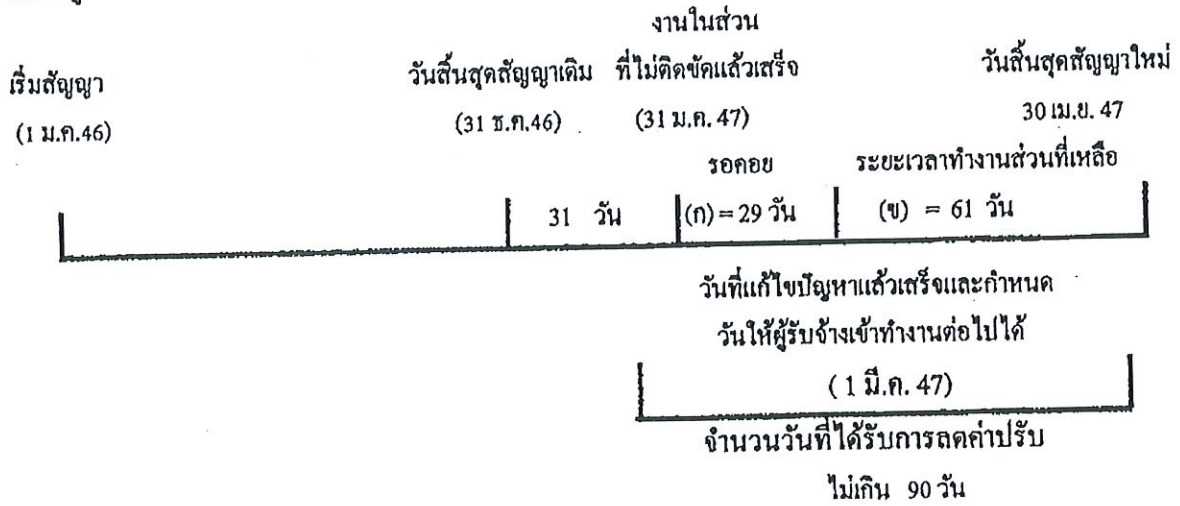 งานในส่วน
เริ่มสัญญา วันสิ้นสุดสัญญาเดิม ที่ไม่ติดขัดแล้วเสร็จ วันสิ้นสุดสัญญาใหม่
(1 ม.ค.46) (31 ธ.ค.46) (31 ม.ค. 47) 30 เม.ย. 47
รอคอย ระยะเวลาทำงานส่วนที่เหลือ
31 วัน (ก) = 29 วัน (ข) = 61 วัน
วันที่แก้ไขปัญหาแล้วเสร็จและกำหนด
วันให้ผู้รับจ้างเข้าทำงานต่อไปได้
( 1 มี.ค. 47)
จำนวนวันที่ได้รับการลดค่าปรับ
ไม่เกิน 90 วัน